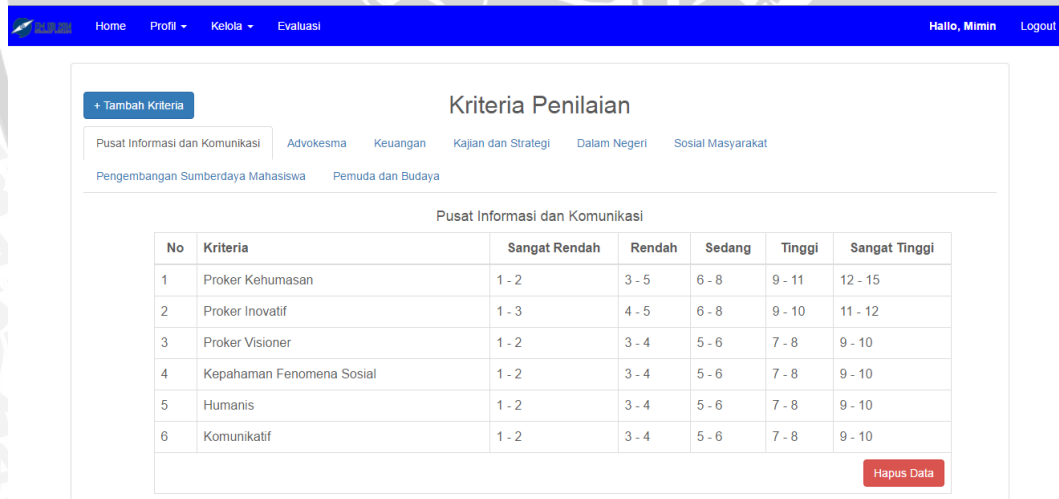 Home Profil Kelola Evaluasi Hallo, Mimin Logout
+ Tambah Kriteria
Kriteria Penilaian
Pusat Informasi dan Komunikasi Advokesma Keuangan Kajian dan Strategi Dalam Negeri Sosial Masyarakat
Pengembangan Sumberdaya Mahasiswa Pemuda dan Budaya
Pusat Informasi dan Komunikasi
No Kriteria Sangat Rendah Rendah Sedang Tinggi Sangat Tinggi
1 Proker Kehumasan 1 - 2 3 - 5 6 - 8 9 - 11 12 - 15
2 Proker Inovatif 1 - 3 4 - 5 6 - 8 9 - 10 11 - 12
3 Proker Visioner 1 - 2 3 - 4 5 - 6 7 - 8 9 - 10
4 Kepahaman Fenomena Sosial 1 - 2 3 - 4 5 - 6 7 - 8 9 - 10
5 Humanis 1 - 2 3 - 4 5 - 6 7 - 8 9 - 10
6 Komunikatif 1 - 2 3 - 4 5 - 6 7 - 8 9 - 10
Hapus Data